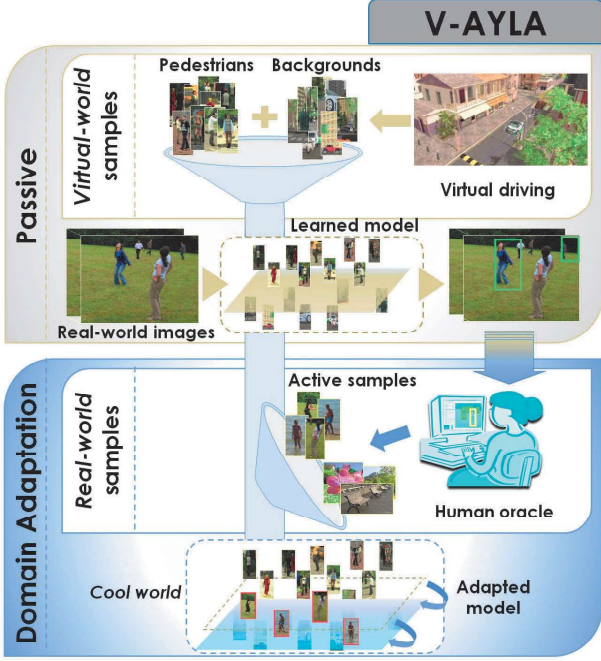 V-AYLA
Passive
Virtual-world
samples
Pedestrians
Backgrounds
Virtual driving
Learned model
Real-world images
Domain Adaptation
Real-world
samples
Active samples
Human oracle
Cool world
Adapted
model